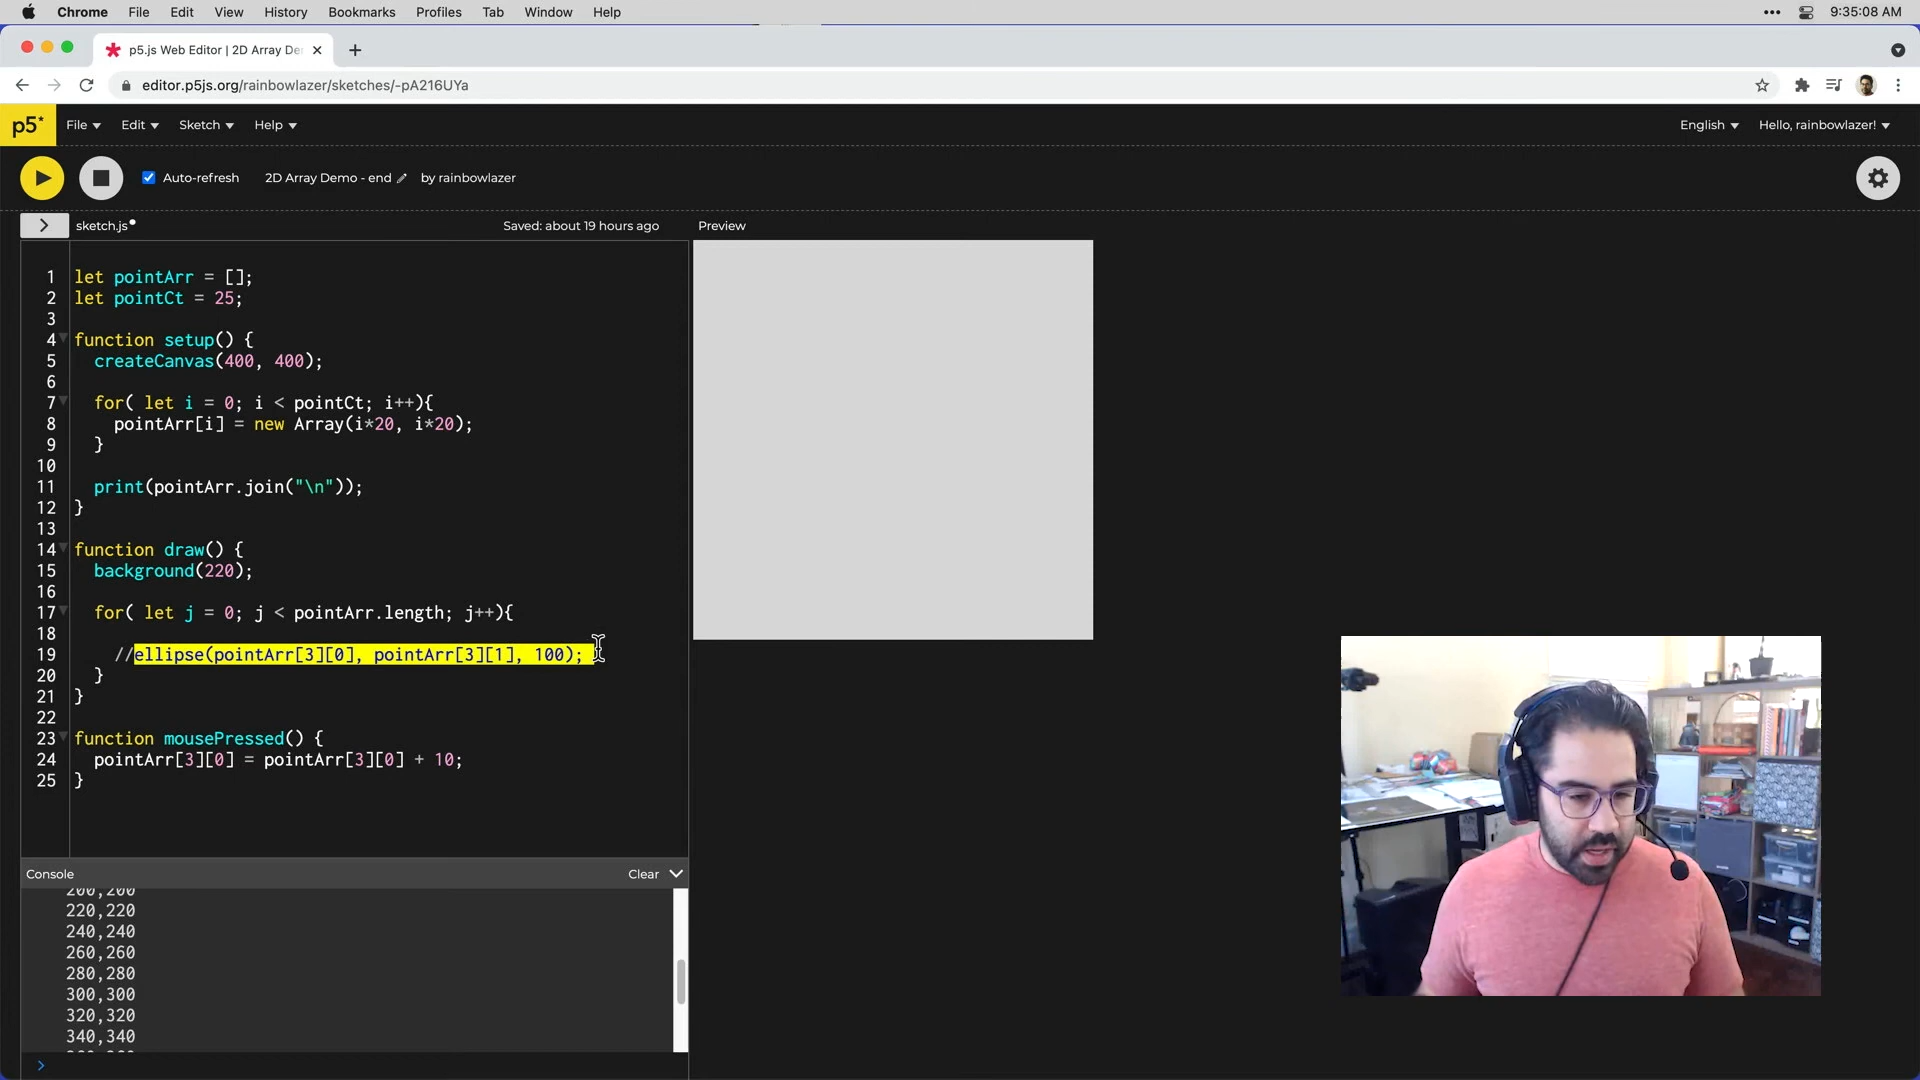 Chrome File Edit View History Bookmarks Profiles Tab Window Help ••• 9:35:08 AM
p5.js Web Editor | 2D Array De
editor.p5js.org/rainbowlazer/sketches/-pA216UYa
p5* File Edit Sketch Help English Hello, rainbowlazer!
Auto-refresh 2D Array Demo - end by rainbowlazer
sketch.js Saved: about 19 hours ago Preview
1 let pointArr = [];
2 let pointCt = 25;
3
4 function setup() {
5 createCanvas(400, 400);
6
7 for( let i = 0; i < pointCt; i++){
8 pointArr[i] = new Array(i*20, i*20);
9 }
10
11 print(pointArr.join("\n"));
12 }
13
14 function draw() {
15 background(220);
16
17 for( let j = 0; j < pointArr.length; j++){
18
19 //ellipse(pointArr[3][0], pointArr[3][1], 100);
20 }
21 }
22
23 function mousePressed() {
24 pointArr[3][0] = pointArr[3][0] + 10;
25 }
Console Clear
200,200
220,220
240,240
260,260
280,280
300,300
320,320
340,340
>